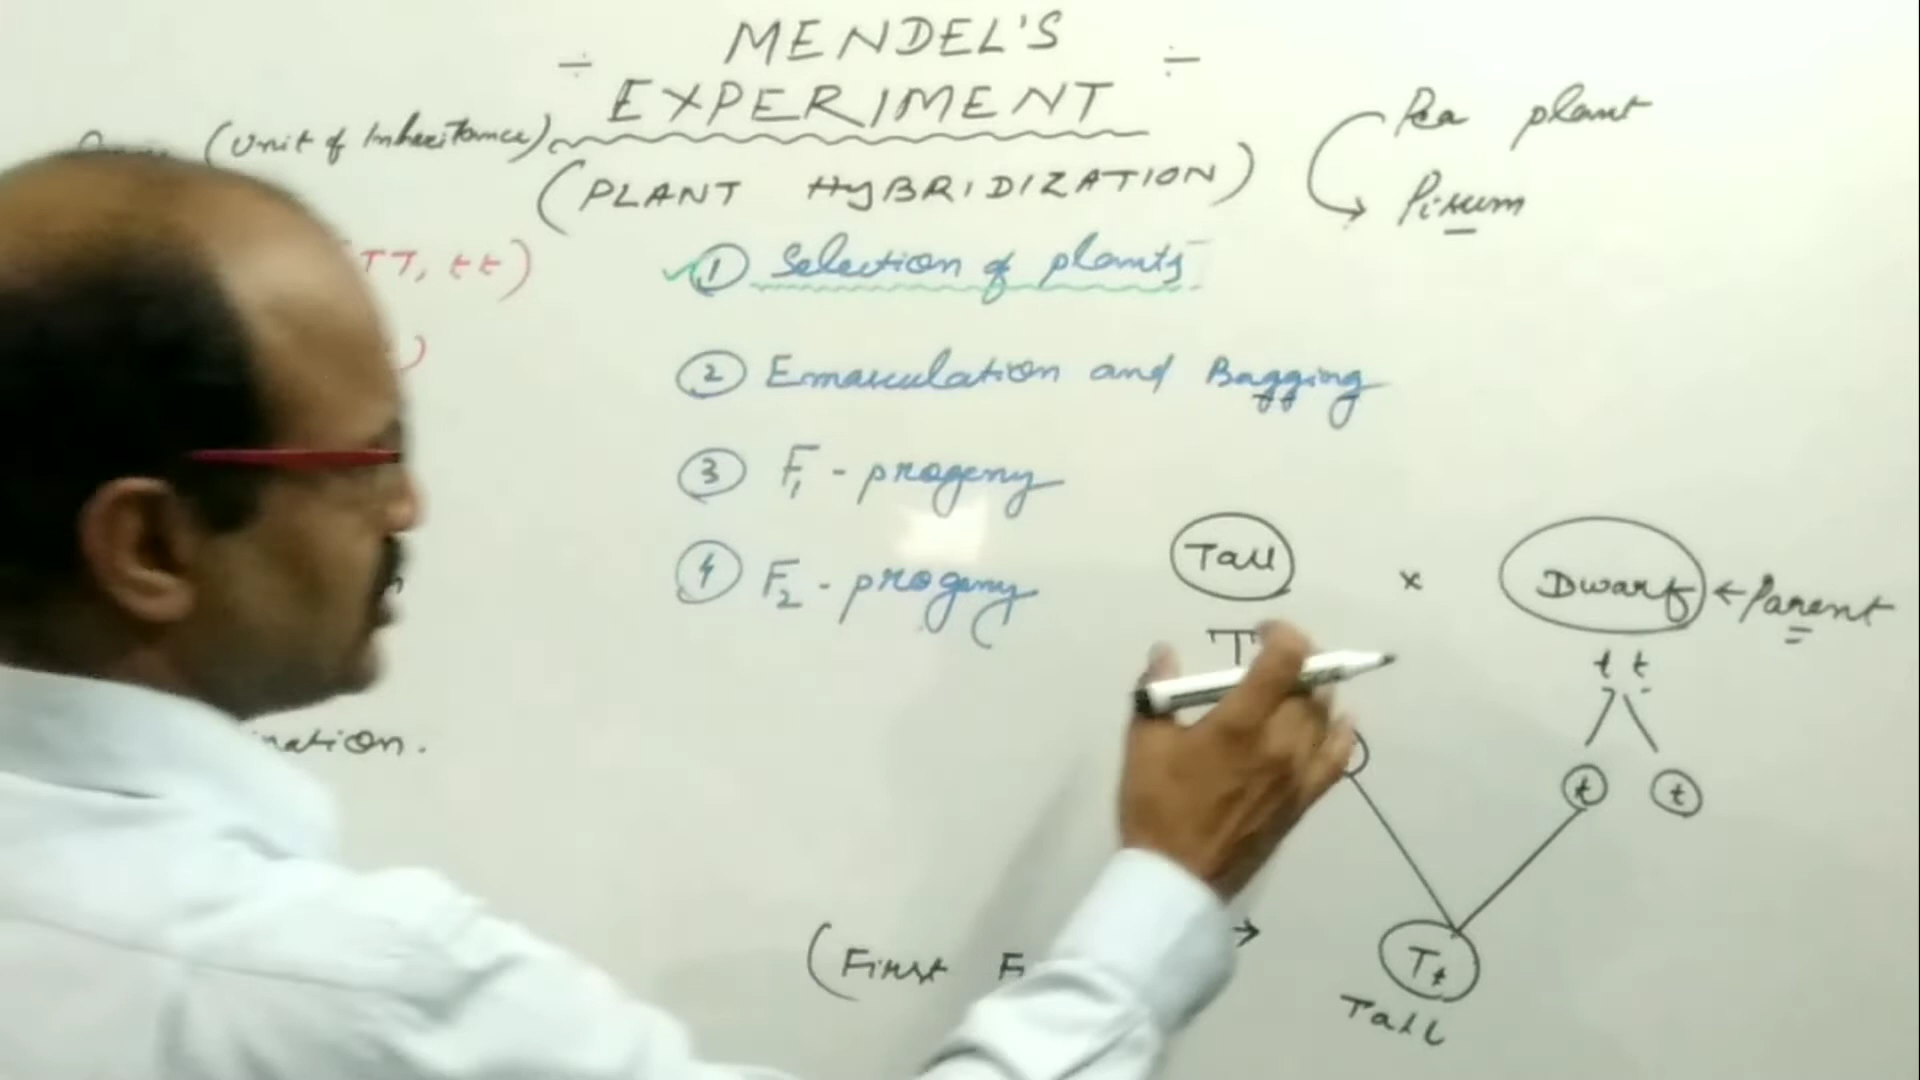 ÷ MENDEL'S ÷
EXPERIMENT
(Unit of Inheritance)
(PLANT HYBRIDIZATION)
Pea plant
Pisum
TT, tt)
① Selection of plants
② Emasculation and Bagging
③ F₁ - progeny
④ F₂ - progeny
Tall × Dwarf ← Parent
T
t t
t t
(First F
→
Tt
Tall